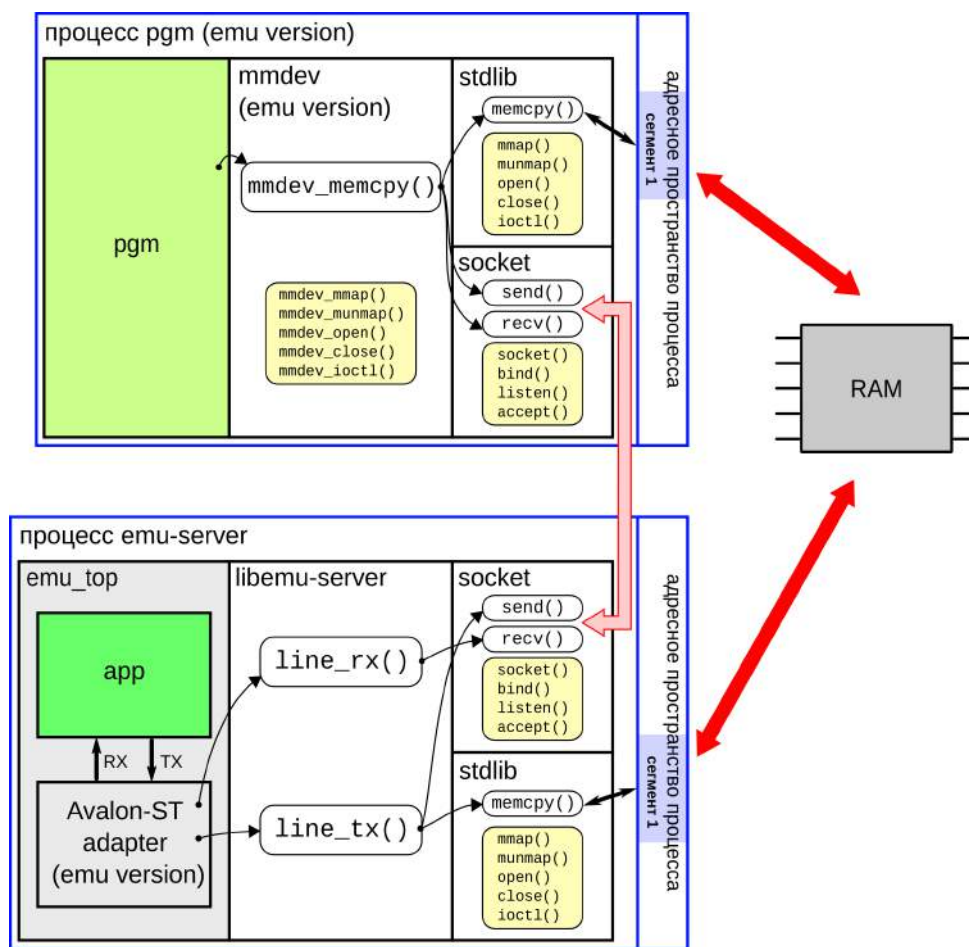 процесс pgm (emu version)
pgm
mmdev
(emu version)
mmdev_memcpy()
mmdev_mmap()
mmdev_munmap()
mmdev_open()
mmdev_close()
mmdev_ioctl()
stdlib
memcpy()
mmap()
munmap()
open()
close()
ioctl()
socket
send()
recv()
socket()
bind()
listen()
accept()
адресное пространство процесса
сегмент 1
RAM
процесс emu-server
emu_top
app
RX
TX
Avalon-ST
adapter
(emu version)
libemu-server
line_rx()
line_tx()
socket
send()
recv()
socket()
bind()
listen()
accept()
stdlib
memcpy()
mmap()
munmap()
open()
close()
ioctl()
адресное пространство процесса
сегмент 1